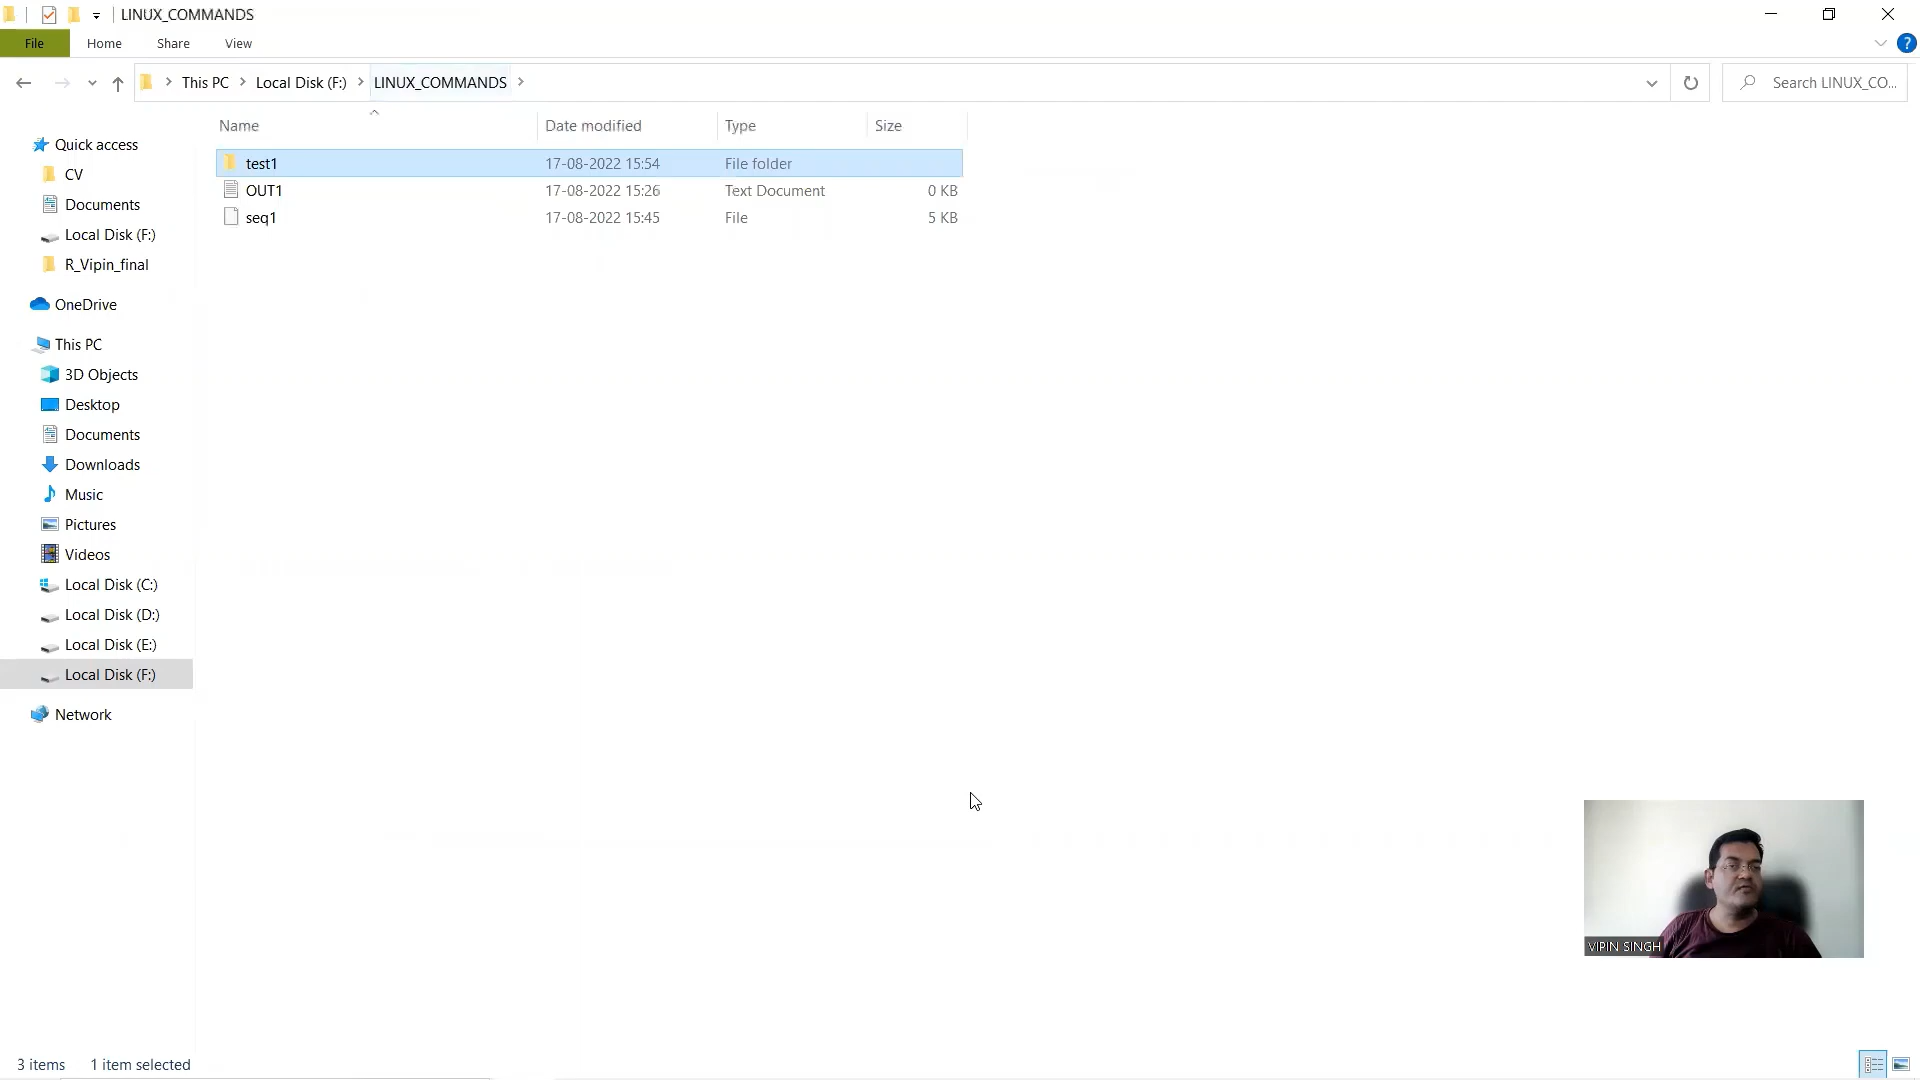 LINUX_COMMANDS
File Home Share View
This PC Local Disk (F:) LINUX_COMMANDS Search LINUX_CO...
Name Date modified Type Size
test1 17-08-2022 15:54 File folder
OUT1 17-08-2022 15:26 Text Document 0 KB
seq1 17-08-2022 15:45 File 5 KB
Quick access
CV
Documents
Local Disk (F:)
R_Vipin_final
OneDrive
This PC
3D Objects
Desktop
Documents
Downloads
Music
Pictures
Videos
Local Disk (C:)
Local Disk (D:)
Local Disk (E:)
Local Disk (F:)
Network
VIPIN SINGH
3 items 1 item selected